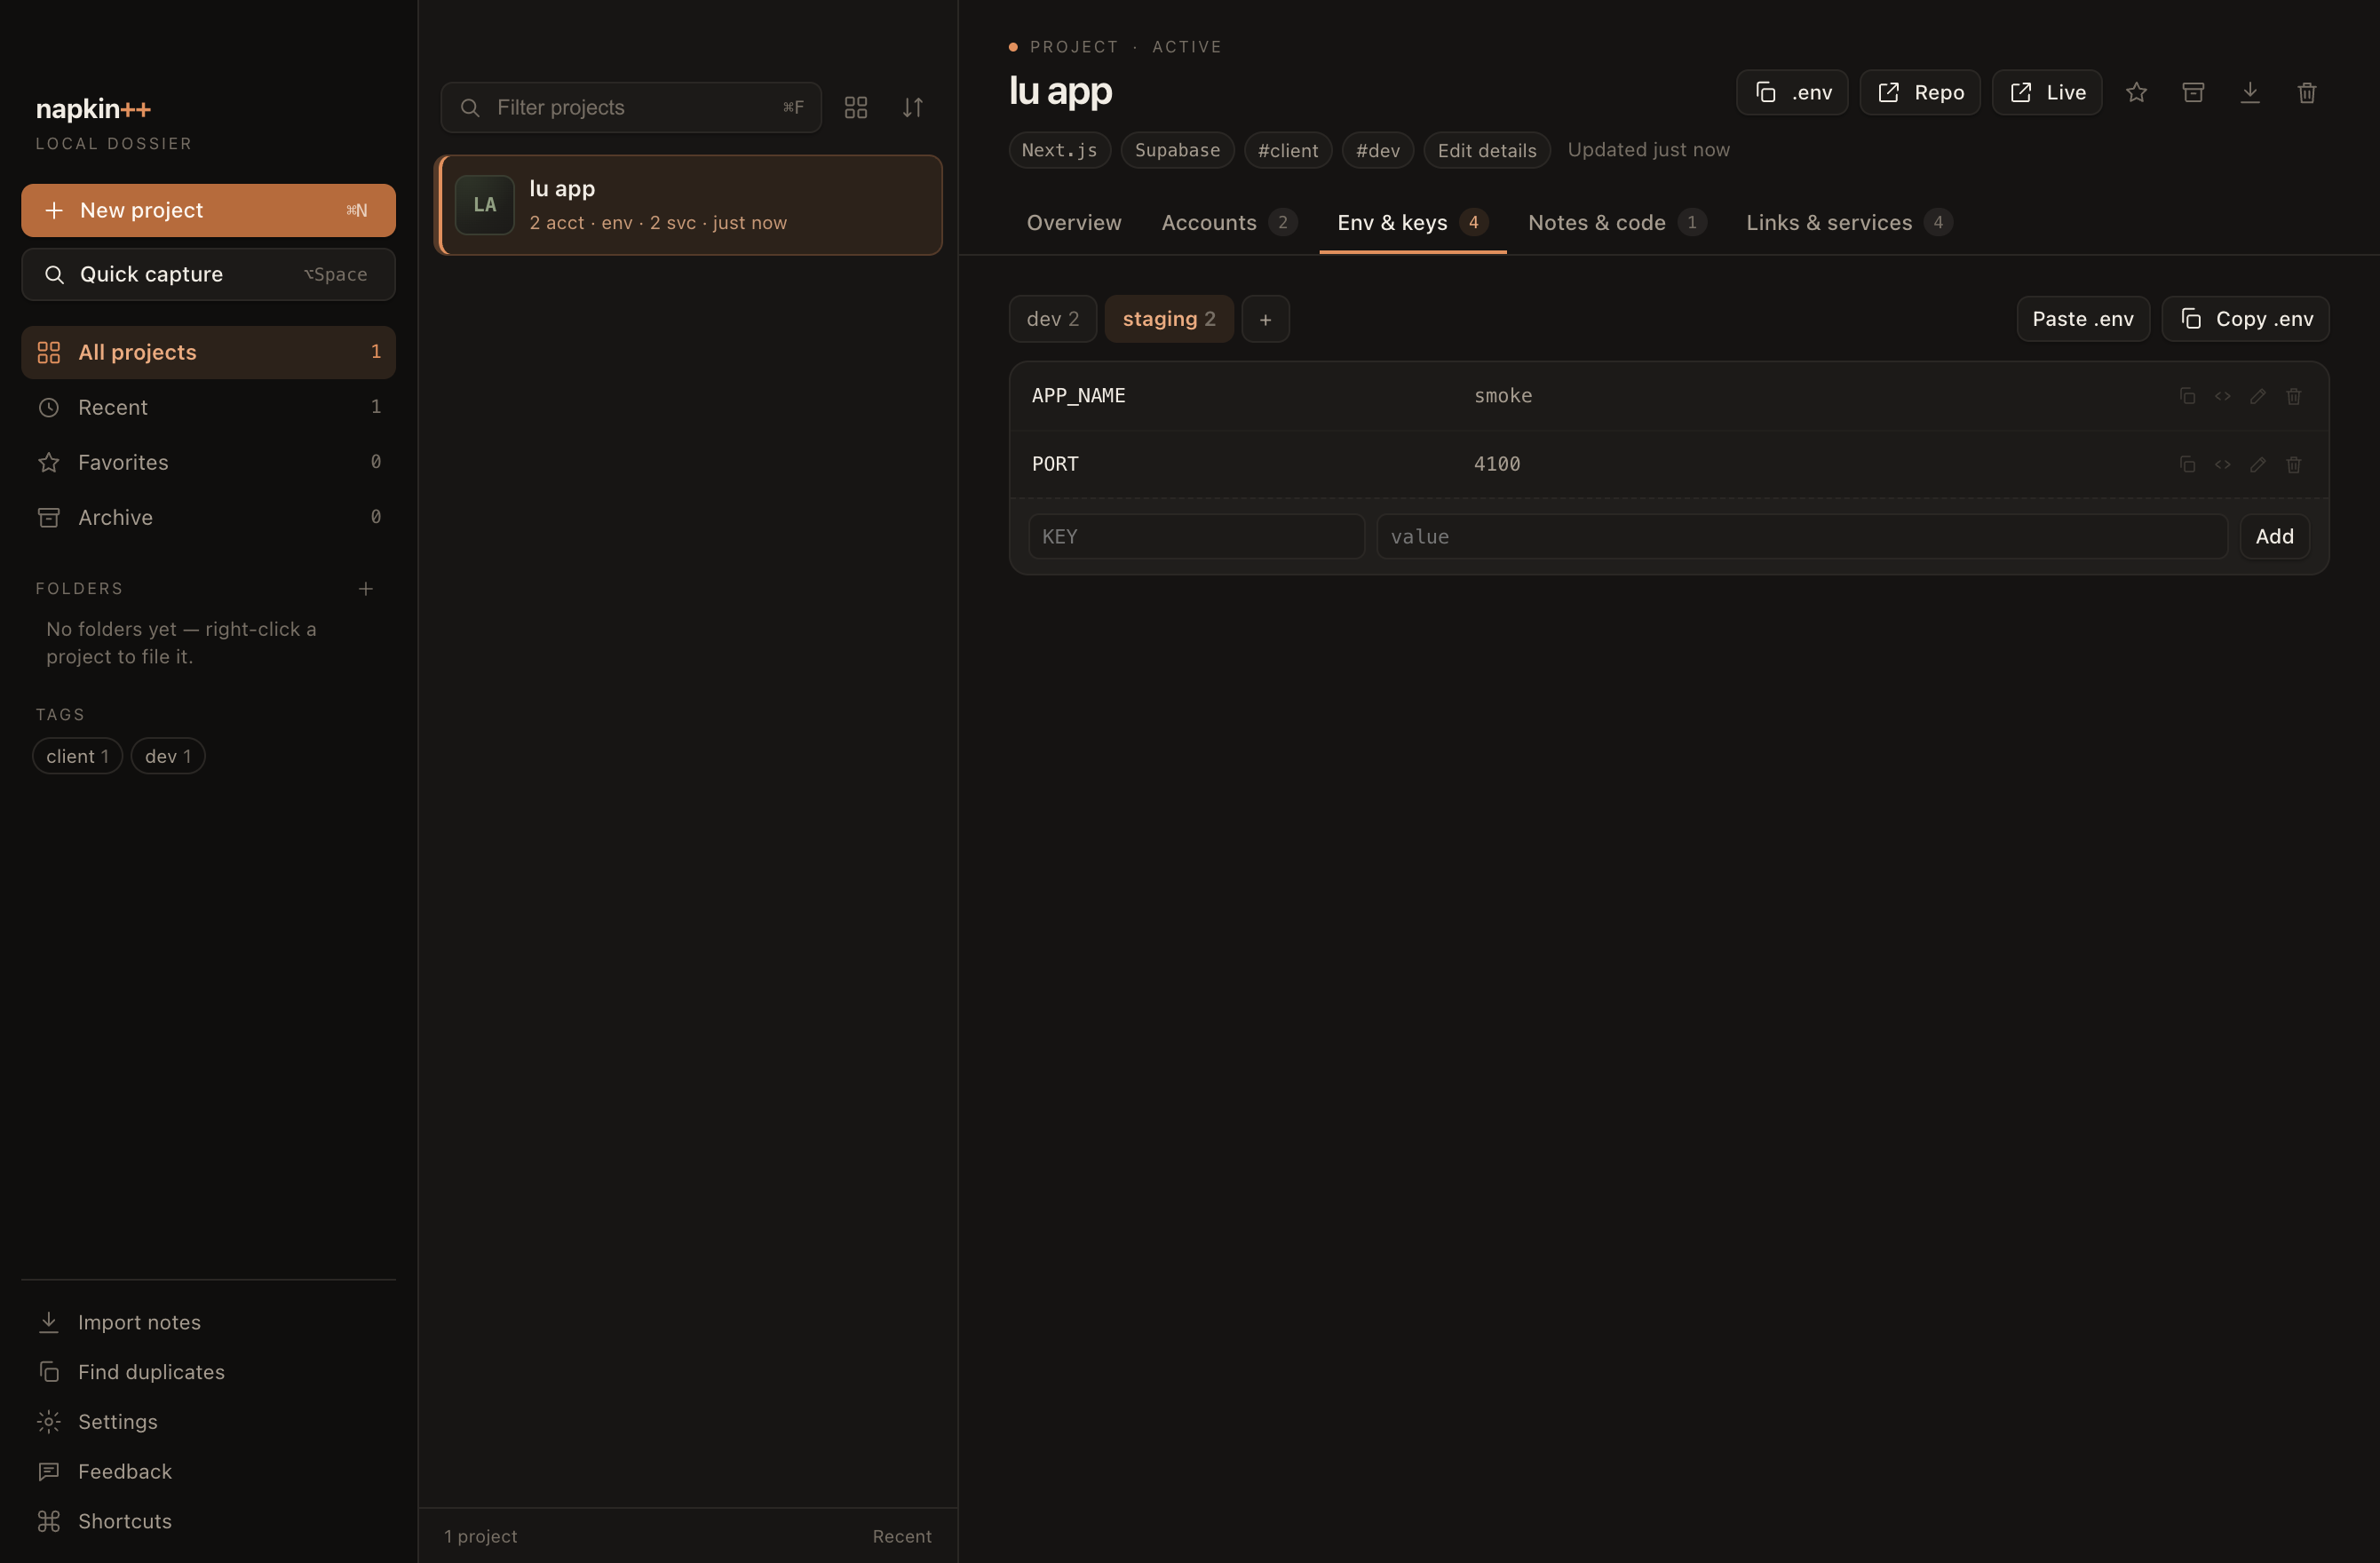 napkin++
LOCAL DOSSIER
New project ⌘N
Quick capture ⌥Space
All projects 1
Recent 1
Favorites 0
Archive 0
FOLDERS +
No folders yet — right-click a
project to file it.
TAGS
client 1 dev 1
Import notes
Find duplicates
Settings
Feedback
Shortcuts
Filter projects ⌘F
LA
lu app
2 acct · env · 2 svc · just now
1 project Recent
PROJECT · ACTIVE
lu app
.env Repo Live
Next.js Supabase #client #dev Edit details Updated just now
Overview Accounts 2 Env & keys 4 Notes & code 1 Links & services 4
dev 2 staging 2 + Paste .env Copy .env
APP_NAME smoke
PORT 4100
KEY value Add